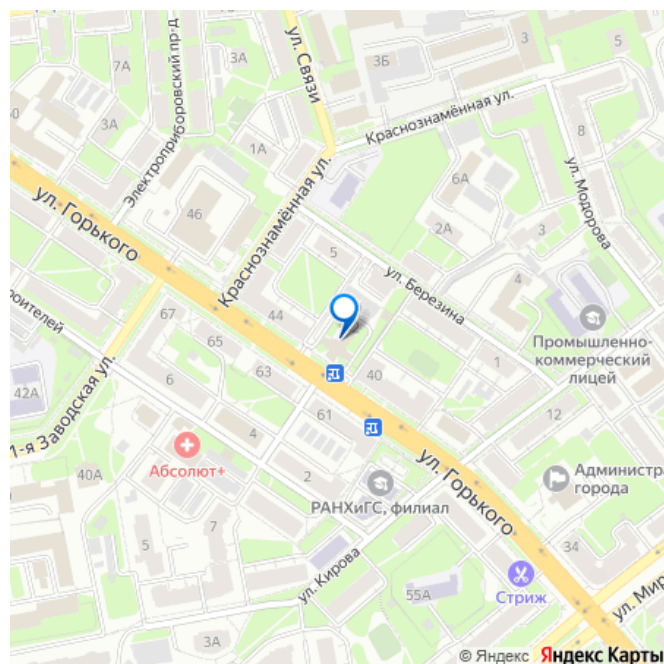 3
5
7А
3Б
ул. Связи
Электроприборовский пр-д
3А
Краснознамённая ул.
8
1А
6А
ул. Модорова
46
ул. Горького
Краснознамённая ул.
2А
3
5
ул. Березина
4
67
44
роителей
65
Промышленно-
коммерческий
лицей
63
40
1
6
42А
61
12
1-я Заводская ул.
4
Абсолют+
40А
2
ул. Горького
Администра
города
РАНХиГС, филиал
7
5
34
ул. Кирова
55А
Стриж
ул. Мир
3А
© Яндекс Яндекс Карты